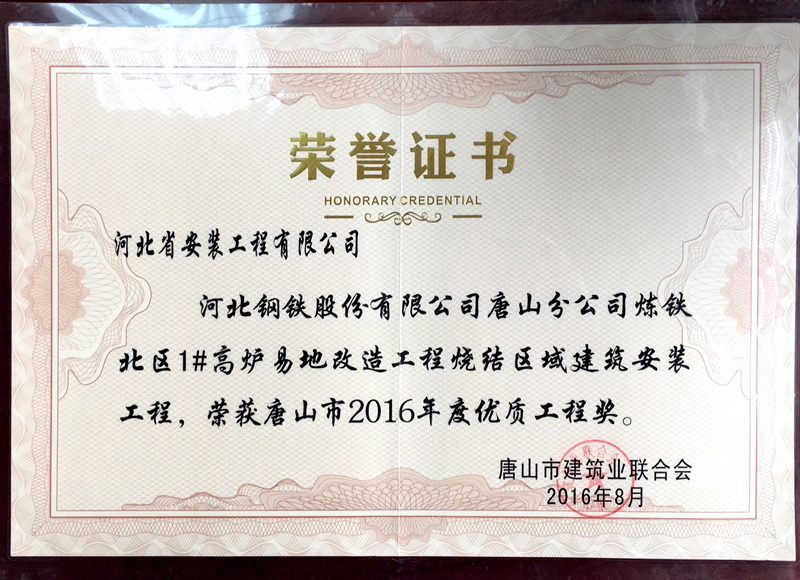 荣誉证书
HONORARY CREDENTIAL
河北省安装工程有限公司
河北钢铁股份有限公司唐山分公司炼铁
北区1#高炉易地改造工程烧结区域建筑安装
工程，荣获唐山市2016年度优质工程奖。
唐山市建筑业联合会
2016年8月